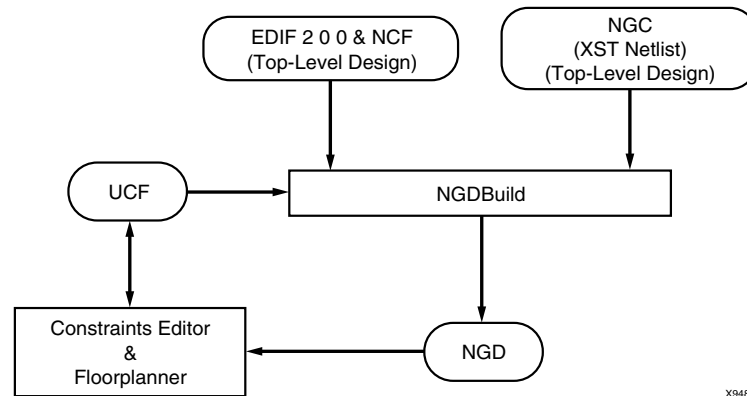 EDIF 2 0 0 & NCF
(Top-Level Design)
NGC
(XST Netlist)
(Top-Level Design)
UCF
NGDBuild
Constraints Editor
&
Floorplanner
NGD
X948